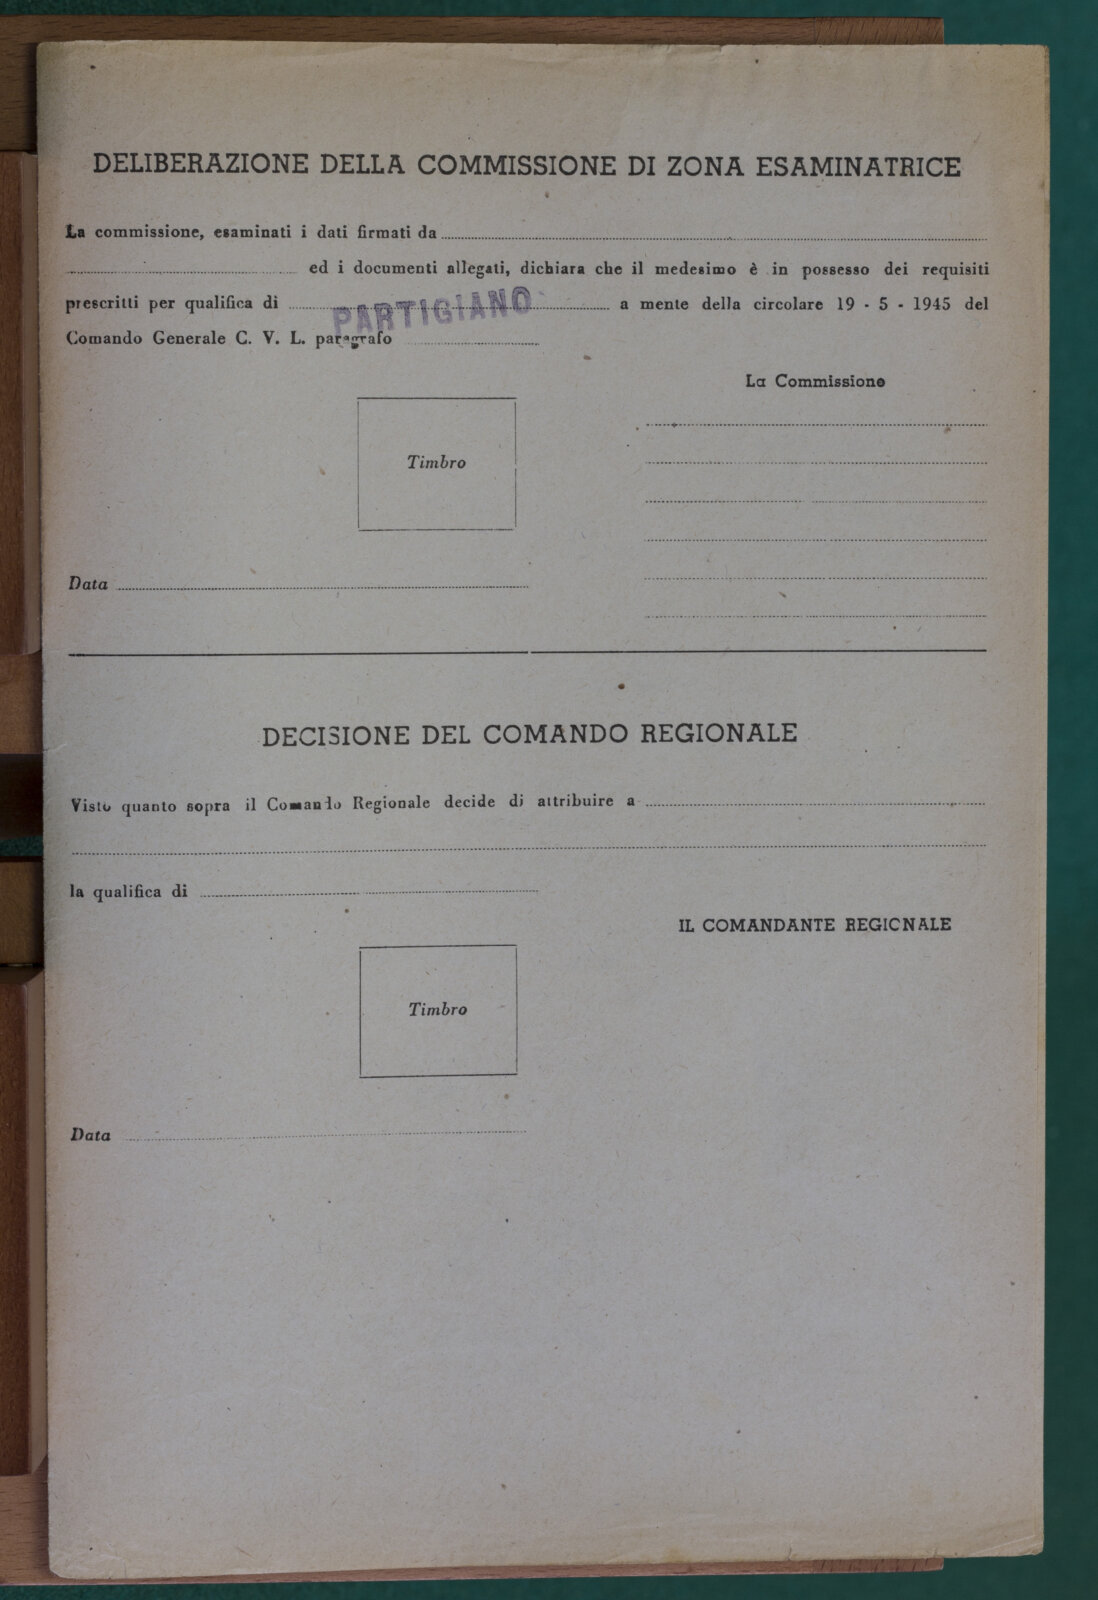 DELIBERAZIONE DELLA COMMISSIONE DI ZONA ESAMINATRICE
La commissione, esaminati i dati firmati da
ed i documenti allegati, dichiara che il medesimo è in possesso dei requisiti
prescritti per qualifica di PARTIGIANO a mente della circolare 19 - 5 - 1945 del
Comando Generale C. V. L. paragrafo
La Commissione
Timbro
Data
DECISIONE DEL COMANDO REGIONALE
Visto quanto sopra il Comando Regionale decide di attribuire a
la qualifica di
IL COMANDANTE REGIONALE
Timbro
Data